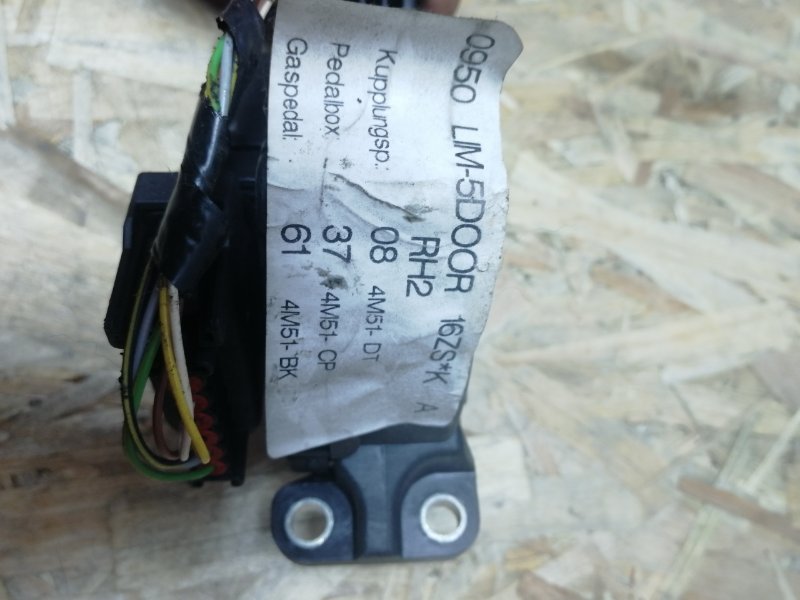 0950 LIM-5DOOR 16ZS*K A
RH2
Kupplungsp.: 08 4M51- DT
Pedalbox 37 4M51- CP
Gaspedal: 61 4M51- BK